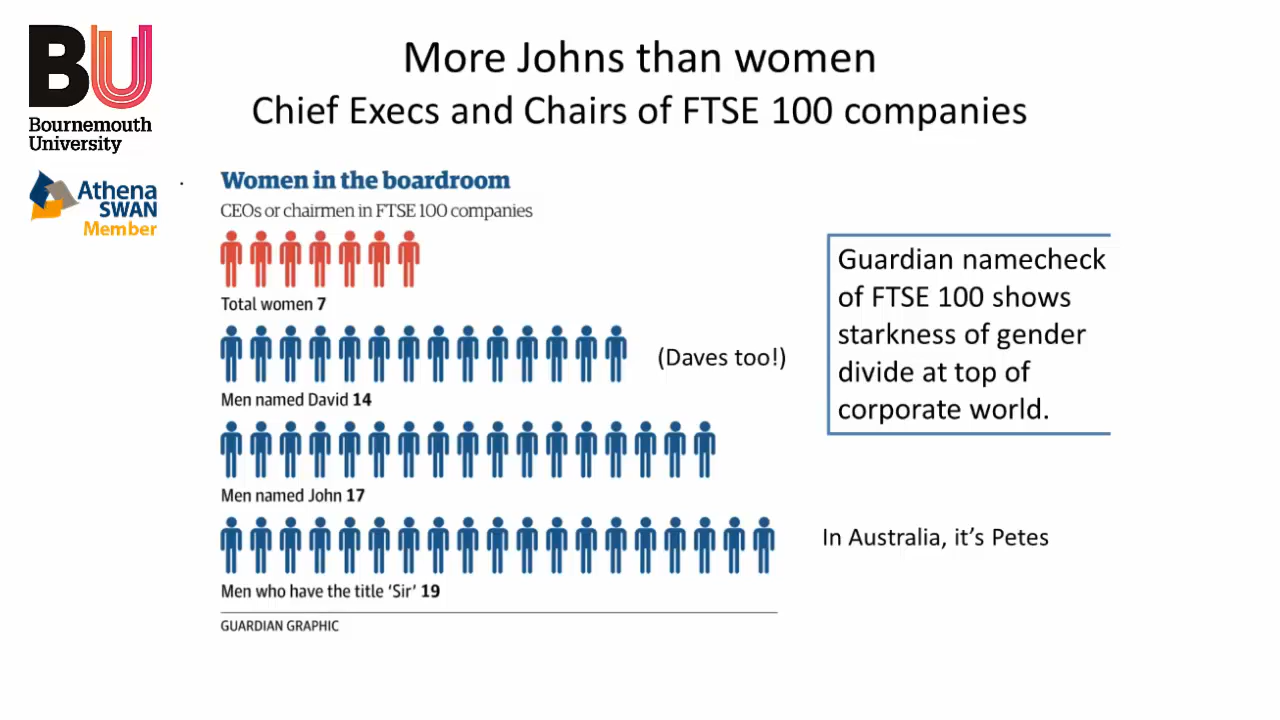 BU
Bournemouth
University
Athena
SWAN
Member
More Johns than women
Chief Execs and Chairs of FTSE 100 companies
.
Women in the boardroom
CEOs or chairmen in FTSE 100 companies
Total women 7
(Daves too!)
Men named David 14
Men named John 17
Men who have the title ‘Sir’ 19
GUARDIAN GRAPHIC
Guardian namecheck
of FTSE 100 shows
starkness of gender
divide at top of
corporate world.
In Australia, it’s Petes